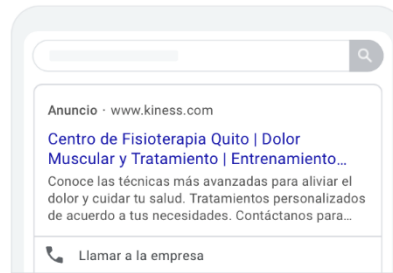 Anuncio · www.kiness.com
Centro de Fisioterapia Quito | Dolor
Muscular y Tratamiento | Entrenamiento...
Conoce las técnicas más avanzadas para aliviar el
dolor y cuidar tu salud. Tratamientos personalizados
de acuerdo a tus necesidades. Contáctanos para...
Llamar a la empresa